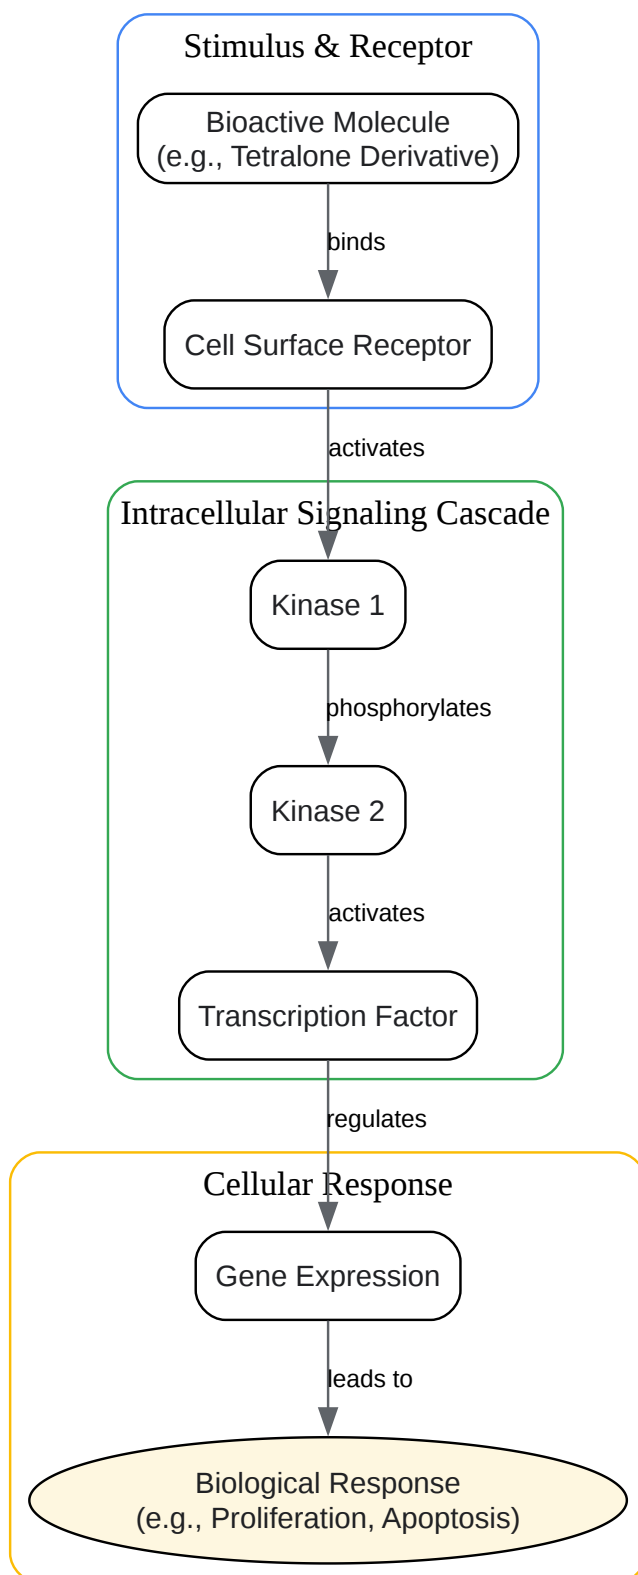 Stimulus & Receptor
Bioactive Molecule
(e.g., Tetralone Derivative)
binds
Cell Surface Receptor
activates
Intracellular Signaling Cascade
Kinase 1
phosphorylates
Kinase 2
activates
Transcription Factor
regulates
Cellular Response
Gene Expression
leads to
Biological Response
(e.g., Proliferation, Apoptosis)